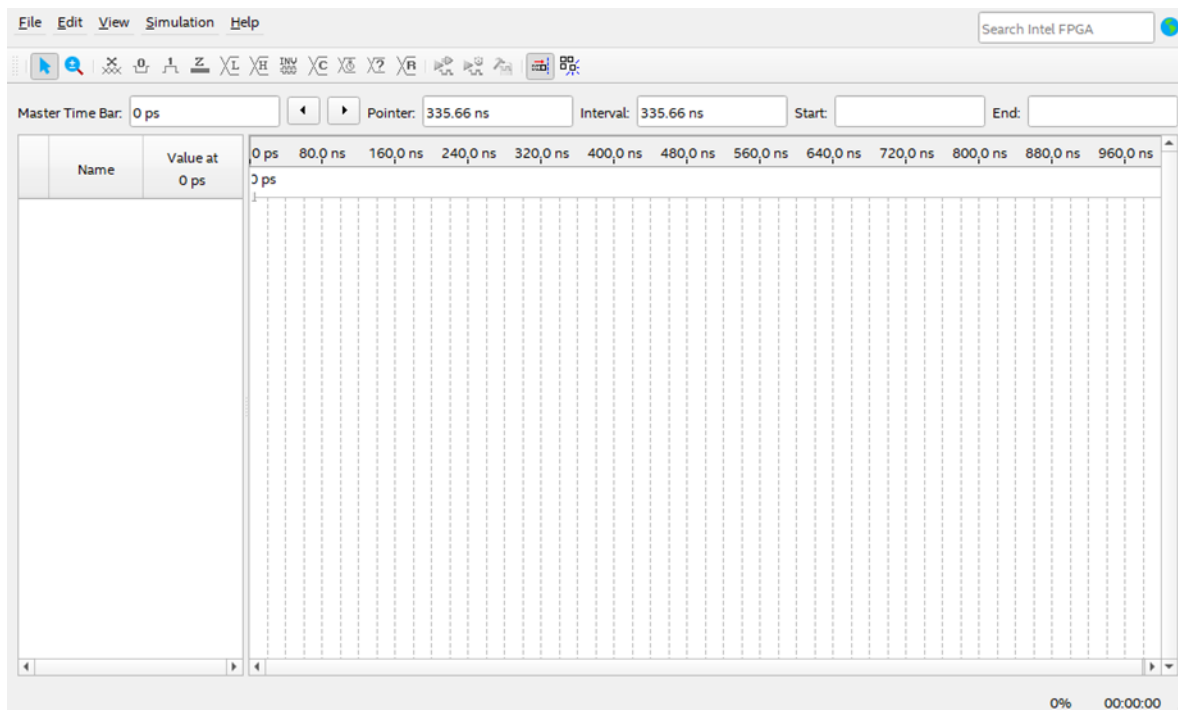 File Edit View Simulation Help
Search Intel FPGA
Master Time Bar: 0 ps Pointer: 335.66 ns Interval: 335.66 ns Start: End:
Name
Value at
0 ps
0 ps 80.0 ns 160.0 ns 240.0 ns 320.0 ns 400.0 ns 480.0 ns 560.0 ns 640.0 ns 720.0 ns 800.0 ns 880.0 ns 960.0 ns
0 ps
0% 00:00:00